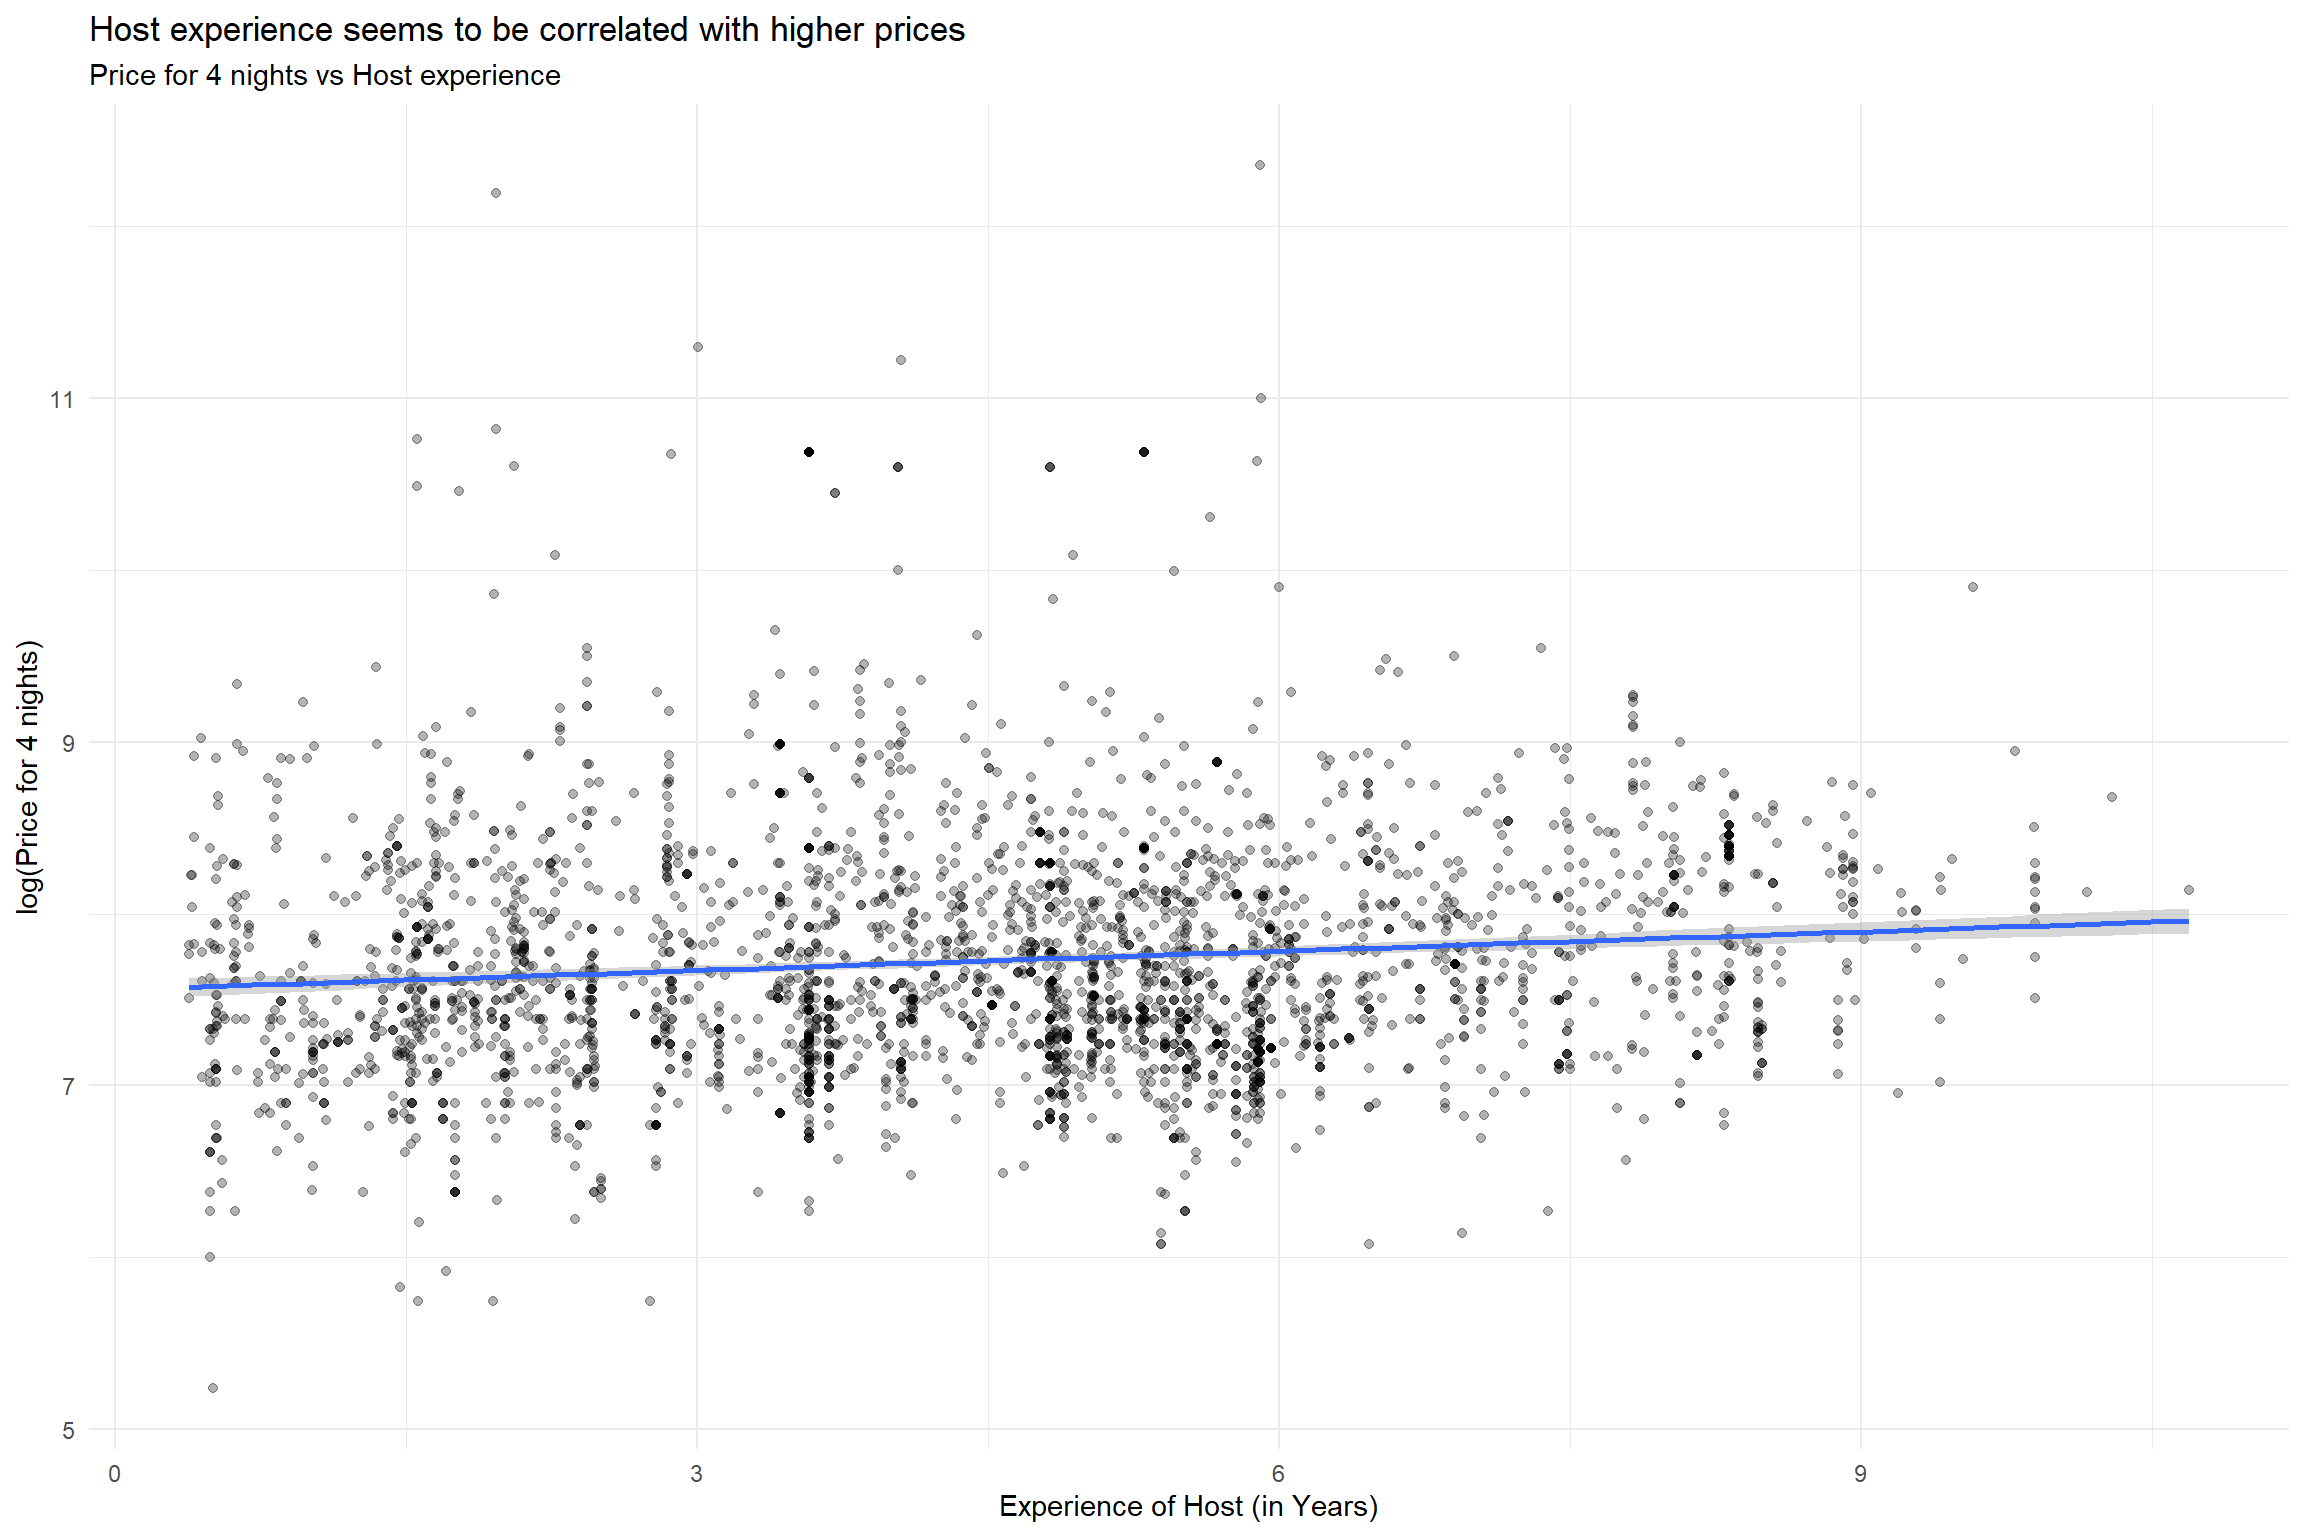 Host experience seems to be correlated with higher prices
Price for 4 nights vs Host experience
log(Price for 4 nights)
11
9
7
5
0
3
6
9
Experience of Host (in Years)